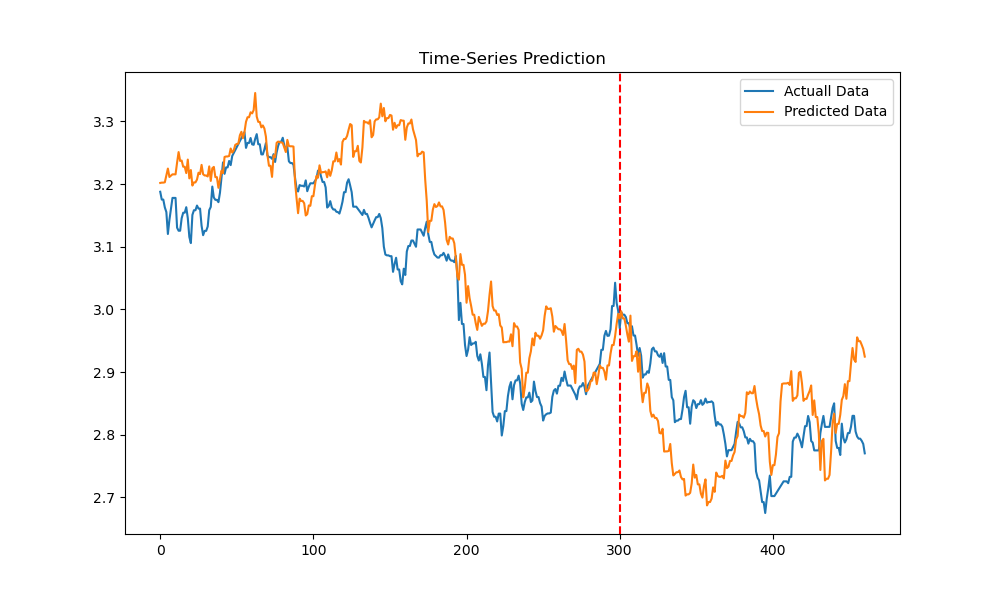 Time-Series Prediction
Actuall Data
Predicted Data
3.3
3.2
3.1
3.0
2.9
2.8
2.7
0 100 200 300 400